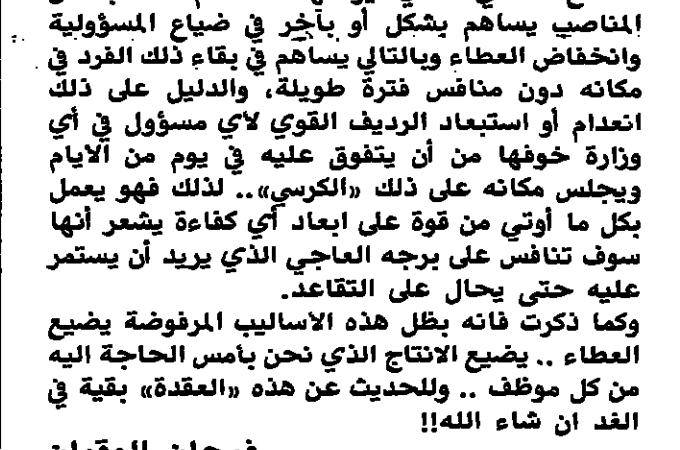 المناصب يساهم بشكل أو بآخر في ضياع المسؤولية
وانخفاض العطاء وبالتالي يساهم في بقاء ذلك الفرد في
مكانه دون منافس فترة طويلة، والدليل على ذلك
انعدام أو استبعاد الرديف القوي لأي مسؤول في أي
وزارة خوفها من أن يتفوق عليه في يوم من الايام
ويجلس مكانه على ذلك «الكرسي».. لذلك فهو يعمل
بكل ما أوتي من قوة على ابعاد أي كفاءة يشعر أنها
سوف تنافس على برجه العاجي الذي يريد أن يستمر
عليه حتى يحال على التقاعد.
وكما ذكرت فانه بظل هذه الاساليب المرفوضة يضيع
العطاء .. يضيع الانتاج الذي نحن بأمس الحاجة اليه
من كل موظف .. وللحديث عن هذه «العقدة» بقية في
الغد ان شاء الله!!